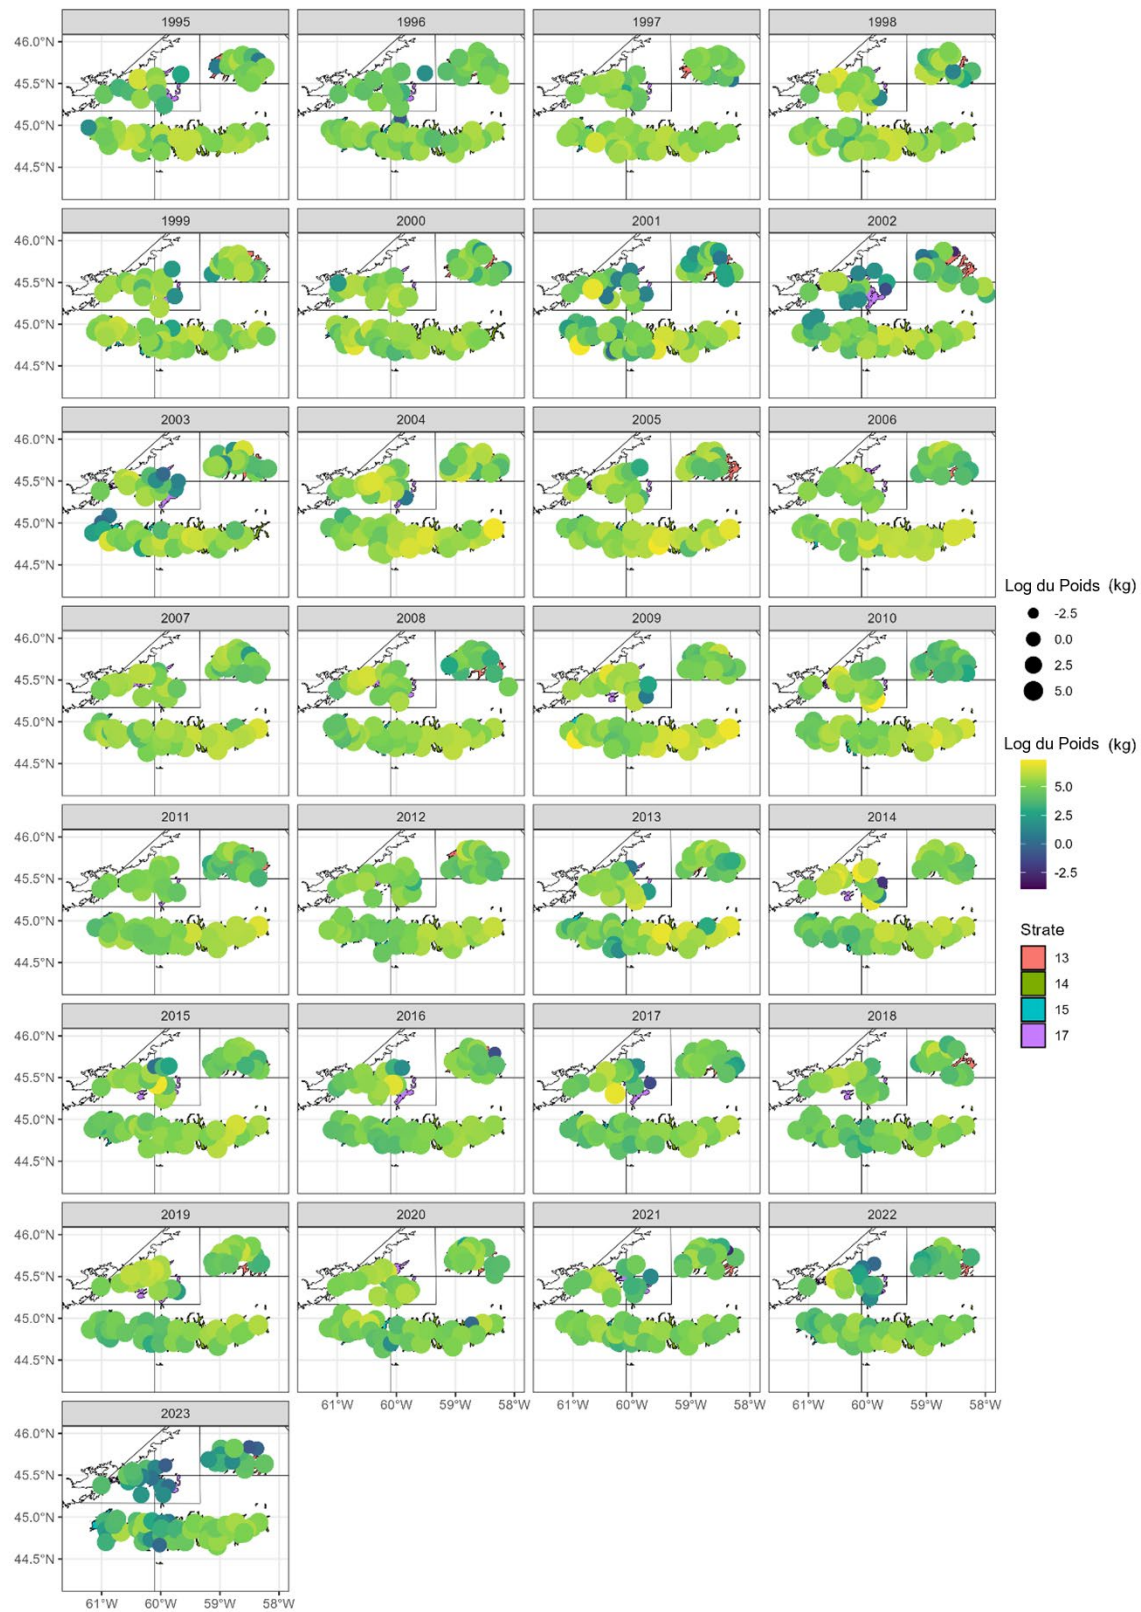 1995 1996 1997 1998
46.0°N
45.5°N
45.0°N
44.5°N
1999 2000 2001 2002
46.0°N
45.5°N
45.0°N
44.5°N
2003 2004 2005 2006
46.0°N
45.5°N
45.0°N
44.5°N
2007 2008 2009 2010
46.0°N
45.5°N
45.0°N
44.5°N
2011 2012 2013 2014
46.0°N
45.5°N
45.0°N
44.5°N
2015 2016 2017 2018
46.0°N
45.5°N
45.0°N
44.5°N
2019 2020 2021 2022
46.0°N
45.5°N
45.0°N
44.5°N
61°W 60°W 59°W 58°W 61°W 60°W 59°W 58°W 61°W 60°W 59°W 58°W
2023
46.0°N
45.5°N
45.0°N
44.5°N
61°W 60°W 59°W 58°W
Log du Poids (kg)
-2.5
0.0
2.5
5.0
Log du Poids (kg)
5.0
2.5
0.0
-2.5
Strate
13
14
15
17